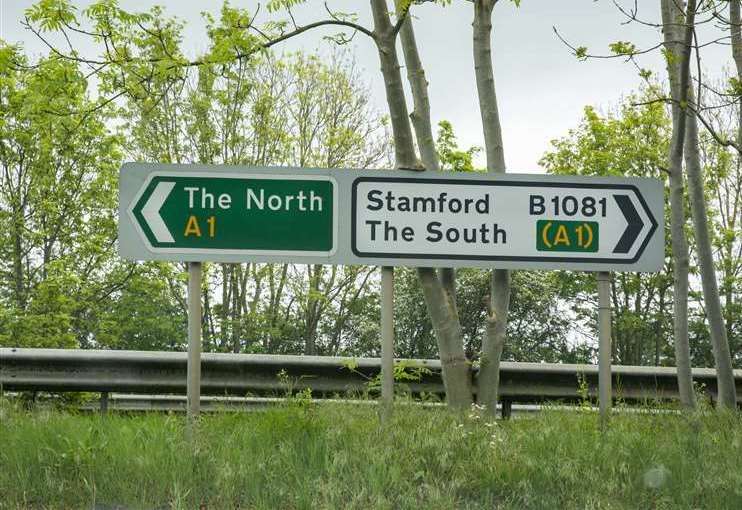 The North
A1
Stamford B1081
The South (A1)